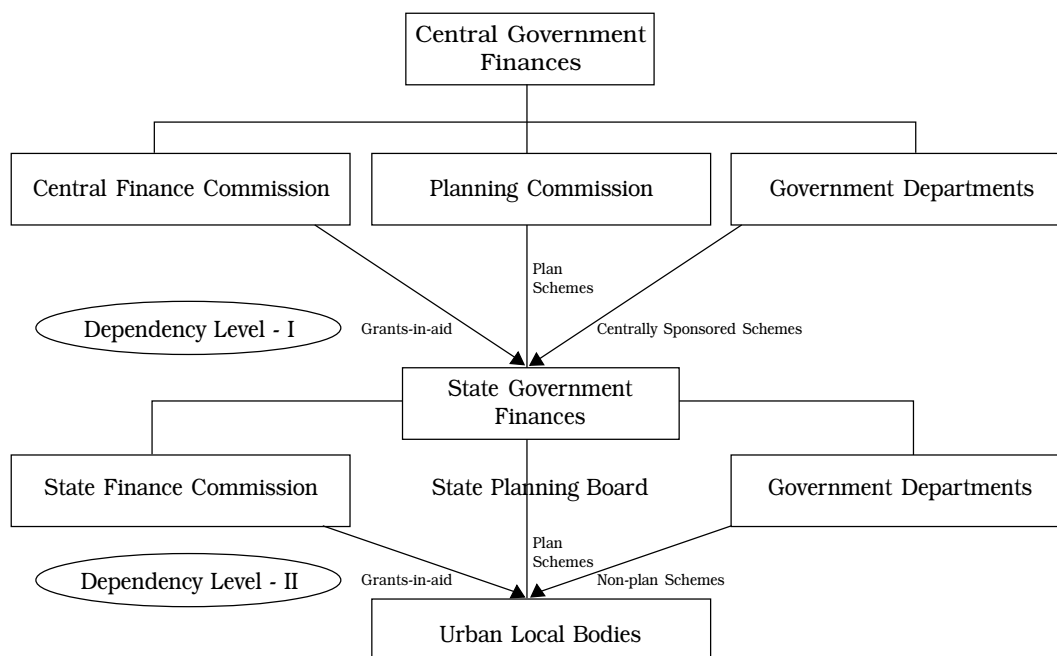 Central Government
Finances
Central Finance Commission
Planning Commission
Government Departments
Plan
Schemes
Dependency Level - I
Grants-in-aid
Centrally Sponsored Schemes
State Government
Finances
State Finance Commission
State Planning Board
Government Departments
Plan
Schemes
Dependency Level - II
Grants-in-aid
Non-plan Schemes
Urban Local Bodies